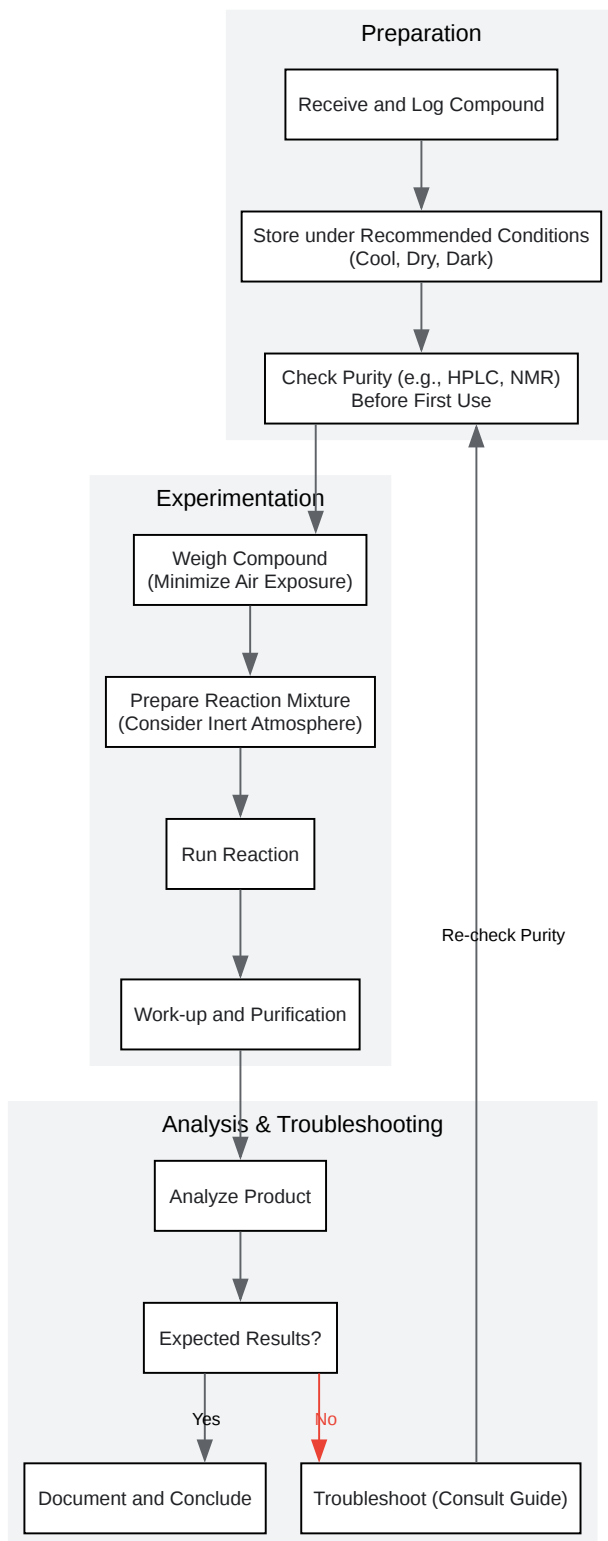 Preparation
Receive and Log Compound
Store under Recommended Conditions
(Cool, Dry, Dark)
Check Purity (e.g., HPLC, NMR)
Before First Use
Experimentation
Weigh Compound
(Minimize Air Exposure)
Prepare Reaction Mixture
(Consider Inert Atmosphere)
Run Reaction
Re-check Purity
Work-up and Purification
Analysis & Troubleshooting
Analyze Product
Expected Results?
Yes
No
Document and Conclude
Troubleshoot (Consult Guide)